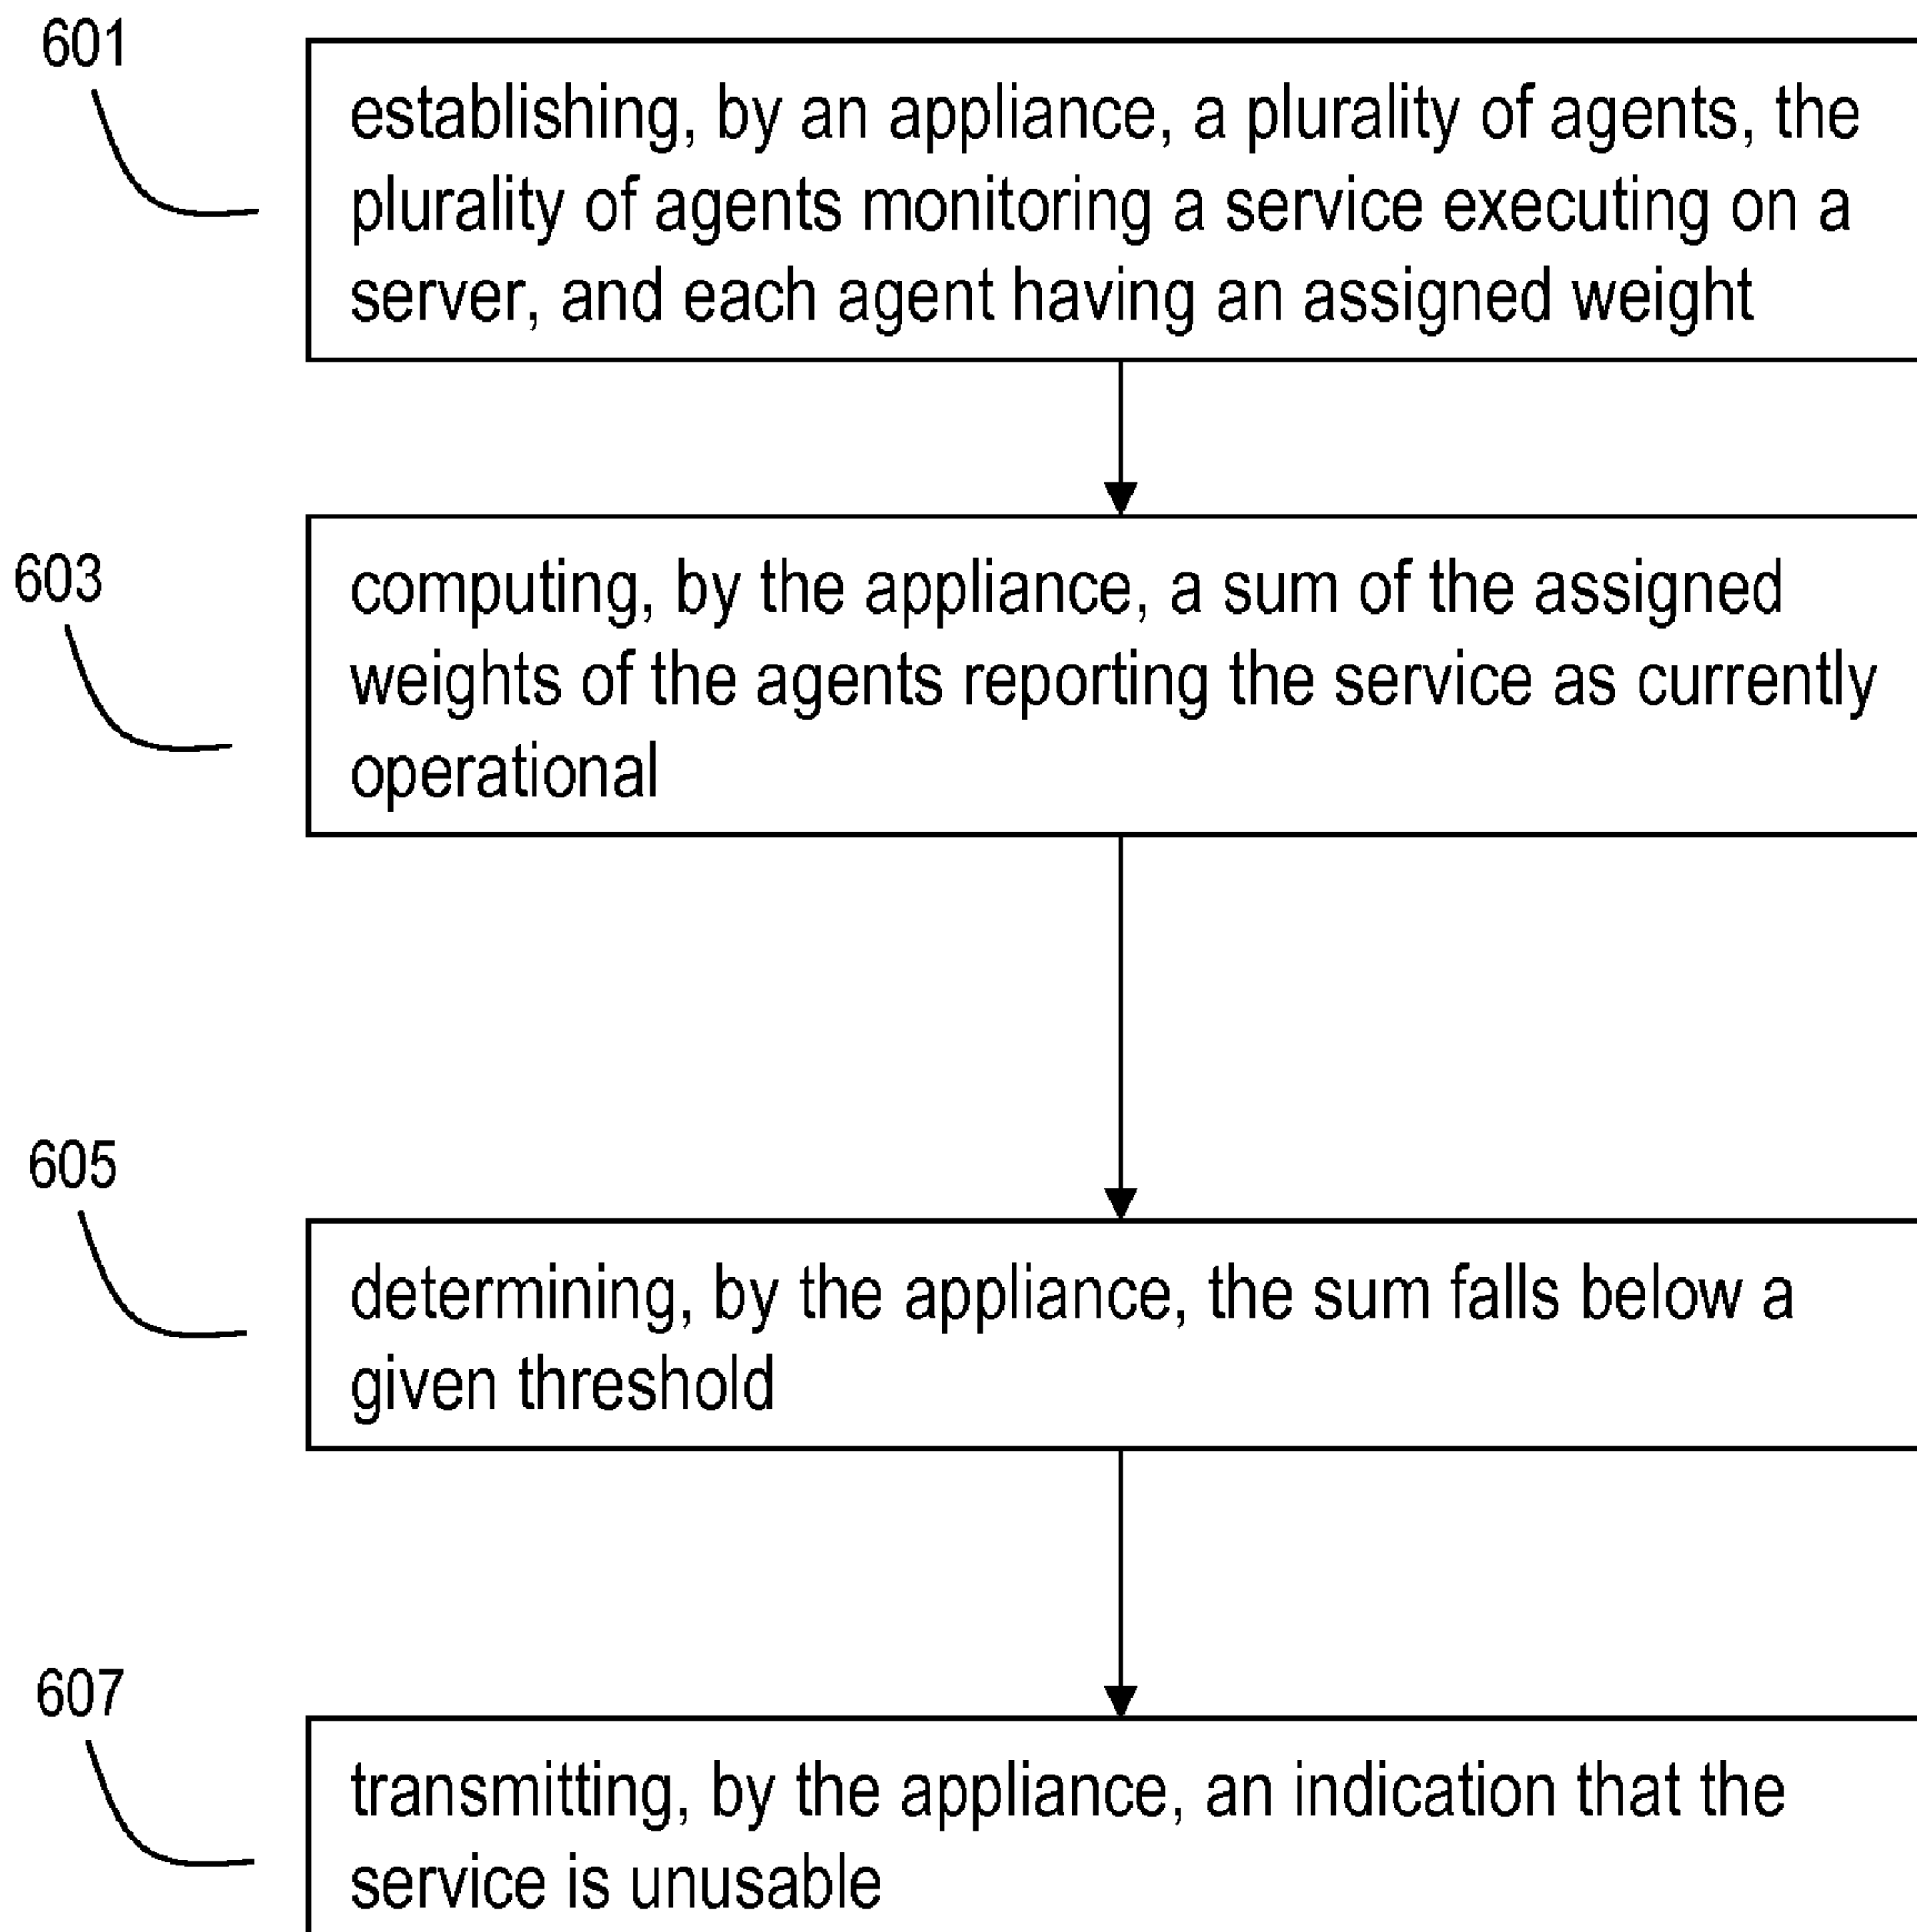 601
establishing, by an appliance, a plurality of agents, the
plurality of agents monitoring a service executing on a
server, and each agent having an assigned weight
603
computing, by the appliance, a sum of the assigned
weights of the agents reporting the service as currently
operational
605
determining, by the appliance, the sum falls below a
given threshold
607
transmitting, by the appliance, an indication that the
service is unusable